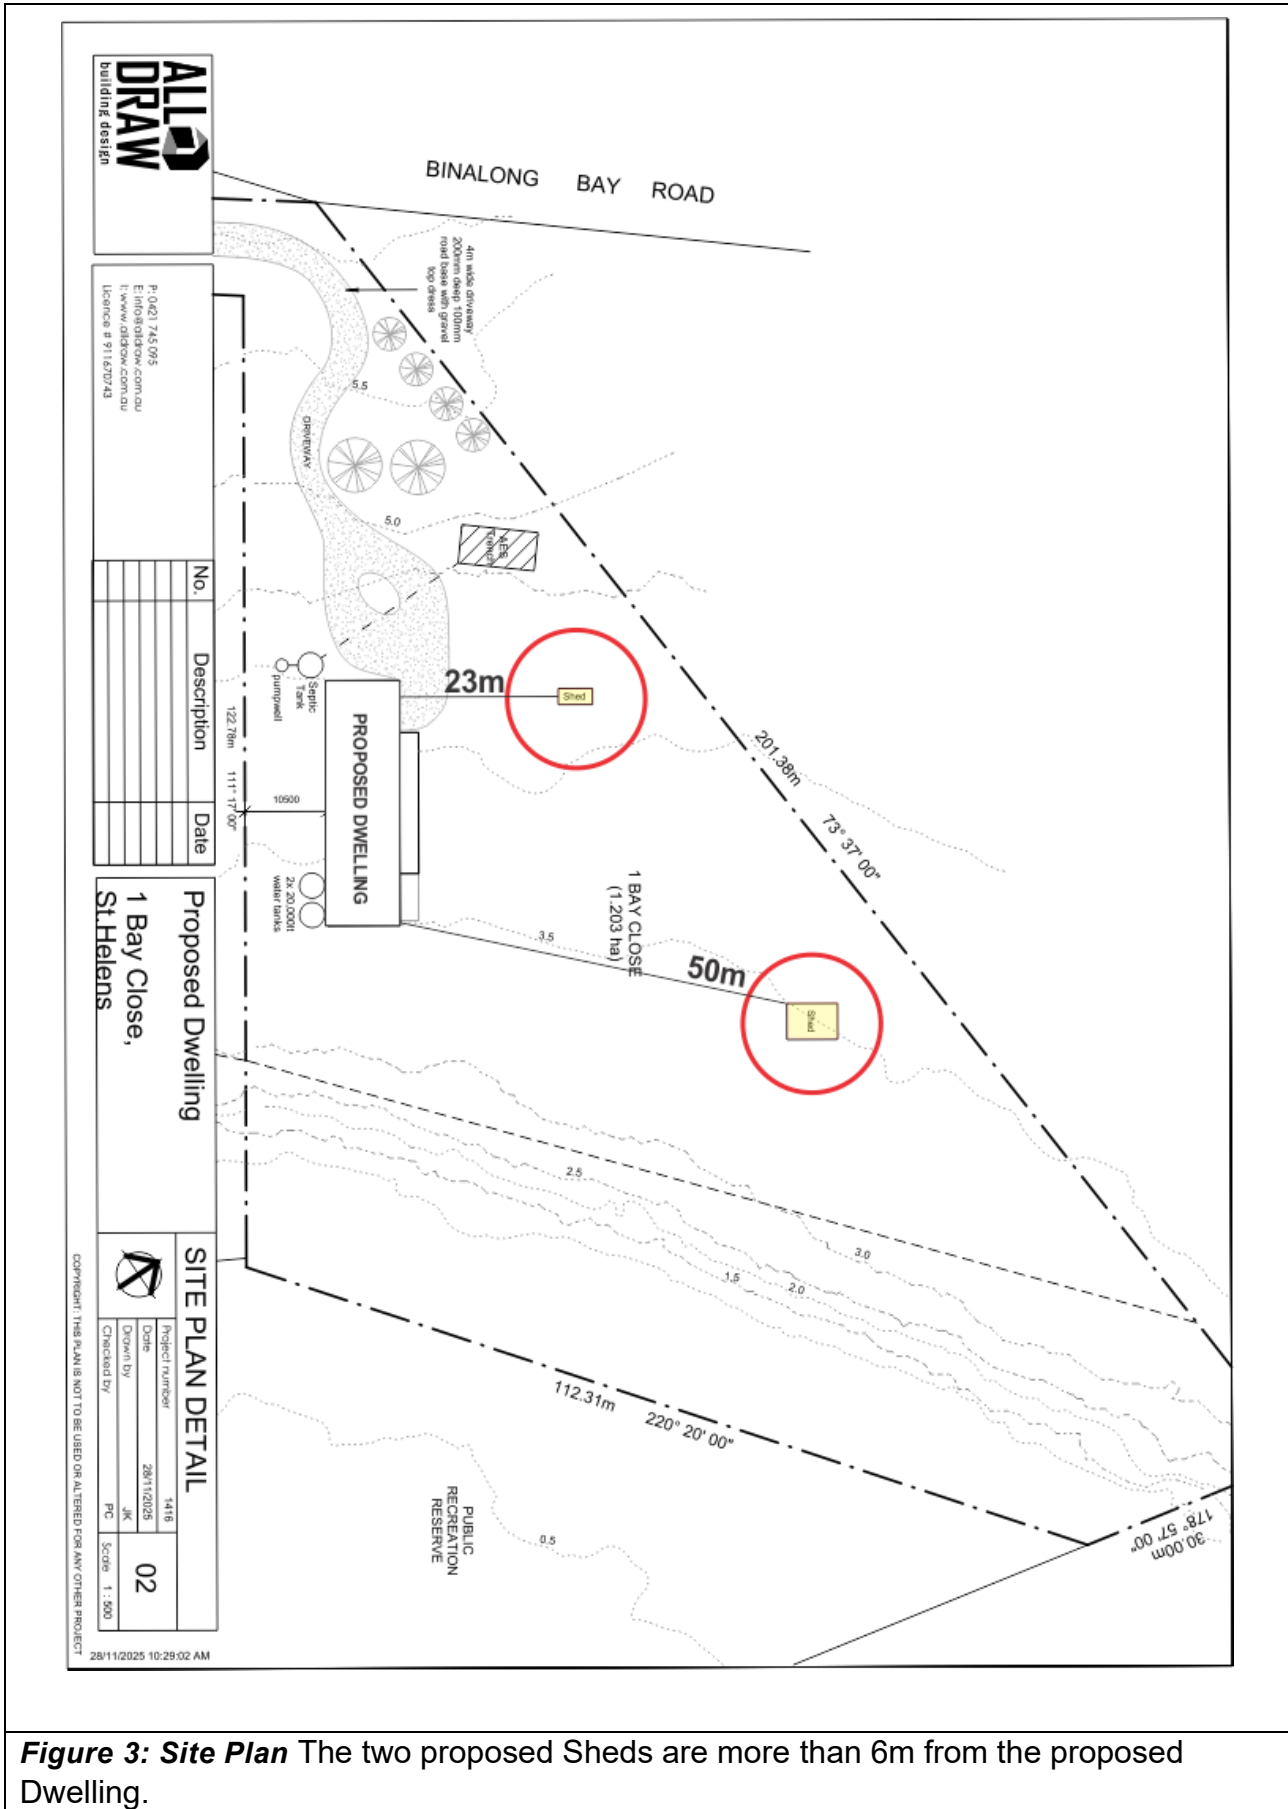 ALL
DRAW
building design
P: 0421 745 095
E: info@alldraw.com.au
I: www.alldraw.com.au
Licence # 911670743
No.
Description
Date
Proposed Dwelling
1 Bay Close,
St.Helens
SITE PLAN DETAIL
Project number
1416
Date
28/11/2025
Drawn by
JK
Checked by
PC
02
Scale
1 : 500
COPYRIGHT: THIS PLAN IS NOT TO BE USED OR ALTERED FOR ANY OTHER PROJECT
28/11/2025 10:29:02 AM
BINALONG BAY ROAD
4m wide driveway
200mm deep 100mm
road base with gravel
top dress
5.5
DRIVEWAY
5.0
AES
Trench
23m
Shed
Septic
Tank
pumpwell
PROPOSED DWELLING
122.78m 111° 17' 00"
10500
2x 20,000lt
water tanks
201.38m
73° 37' 00"
1 BAY CLOSE
(1.203 ha)
3.5
50m
Shed
2.5
3.0
1.5
2.0
112.31m
220° 20' 00"
30.00m
178° 57' 00"
PUBLIC
RECREATION
RESERVE
0.5
Figure 3: Site Plan The two proposed Sheds are more than 6m from the proposed
Dwelling.